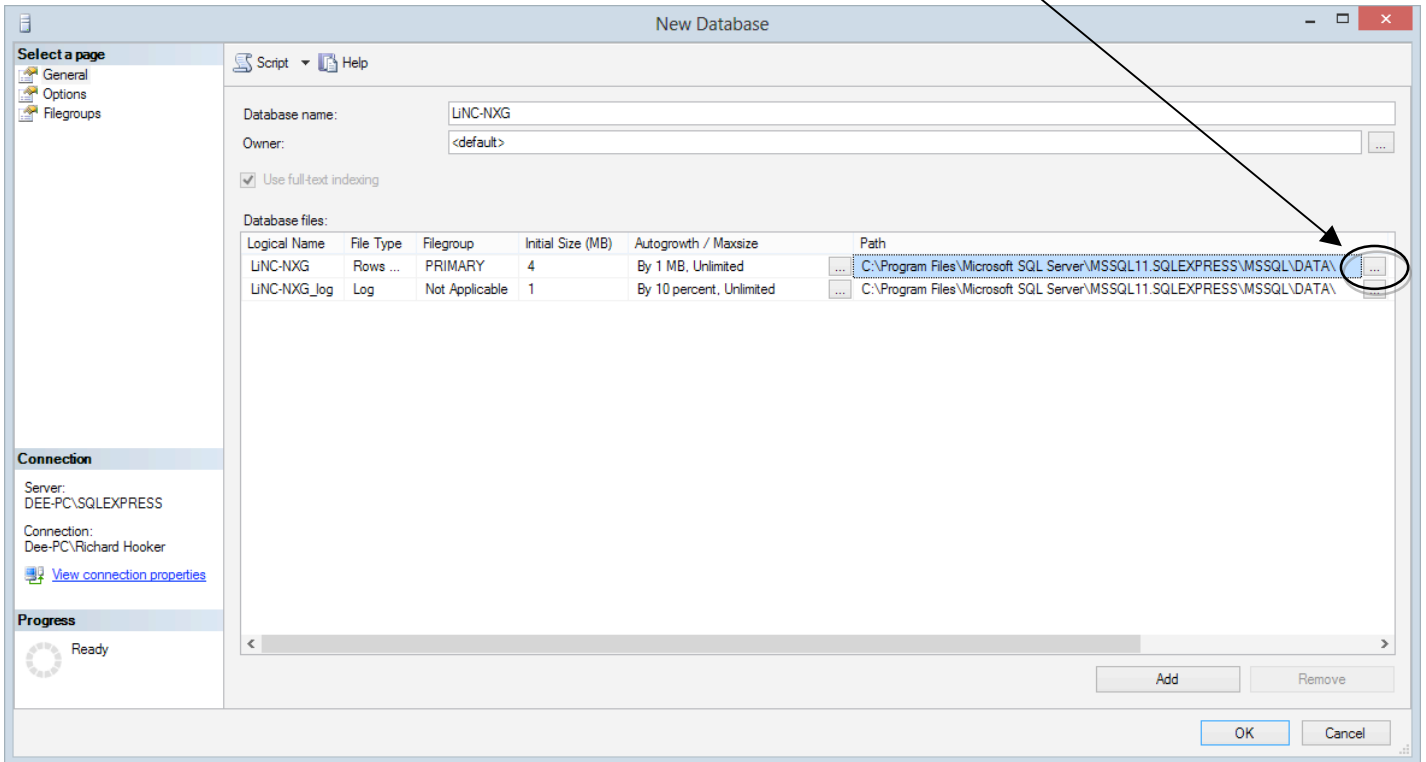 New Database
Select a page
General
Options
Filegroups
Script Help
Database name: LiNC-NXG
Owner: <default> ...
Use full-text indexing
Database files:
Logical Name File Type Filegroup Initial Size (MB) Autogrowth / Maxsize Path
LiNC-NXG Rows ... PRIMARY 4 By 1 MB, Unlimited ... C:\Program Files\Microsoft SQL Server\MSSQL11.SQLEXPRESS\MSSQL\DATA\ ...
LiNC-NXG_log Log Not Applicable 1 By 10 percent, Unlimited ... C:\Program Files\Microsoft SQL Server\MSSQL11.SQLEXPRESS\MSSQL\DATA\ ...
Connection
Server:
DEE-PC\SQLEXPRESS
Connection:
Dee-PC\Richard Hooker
View connection properties
Progress
Ready
Add Remove
OK Cancel